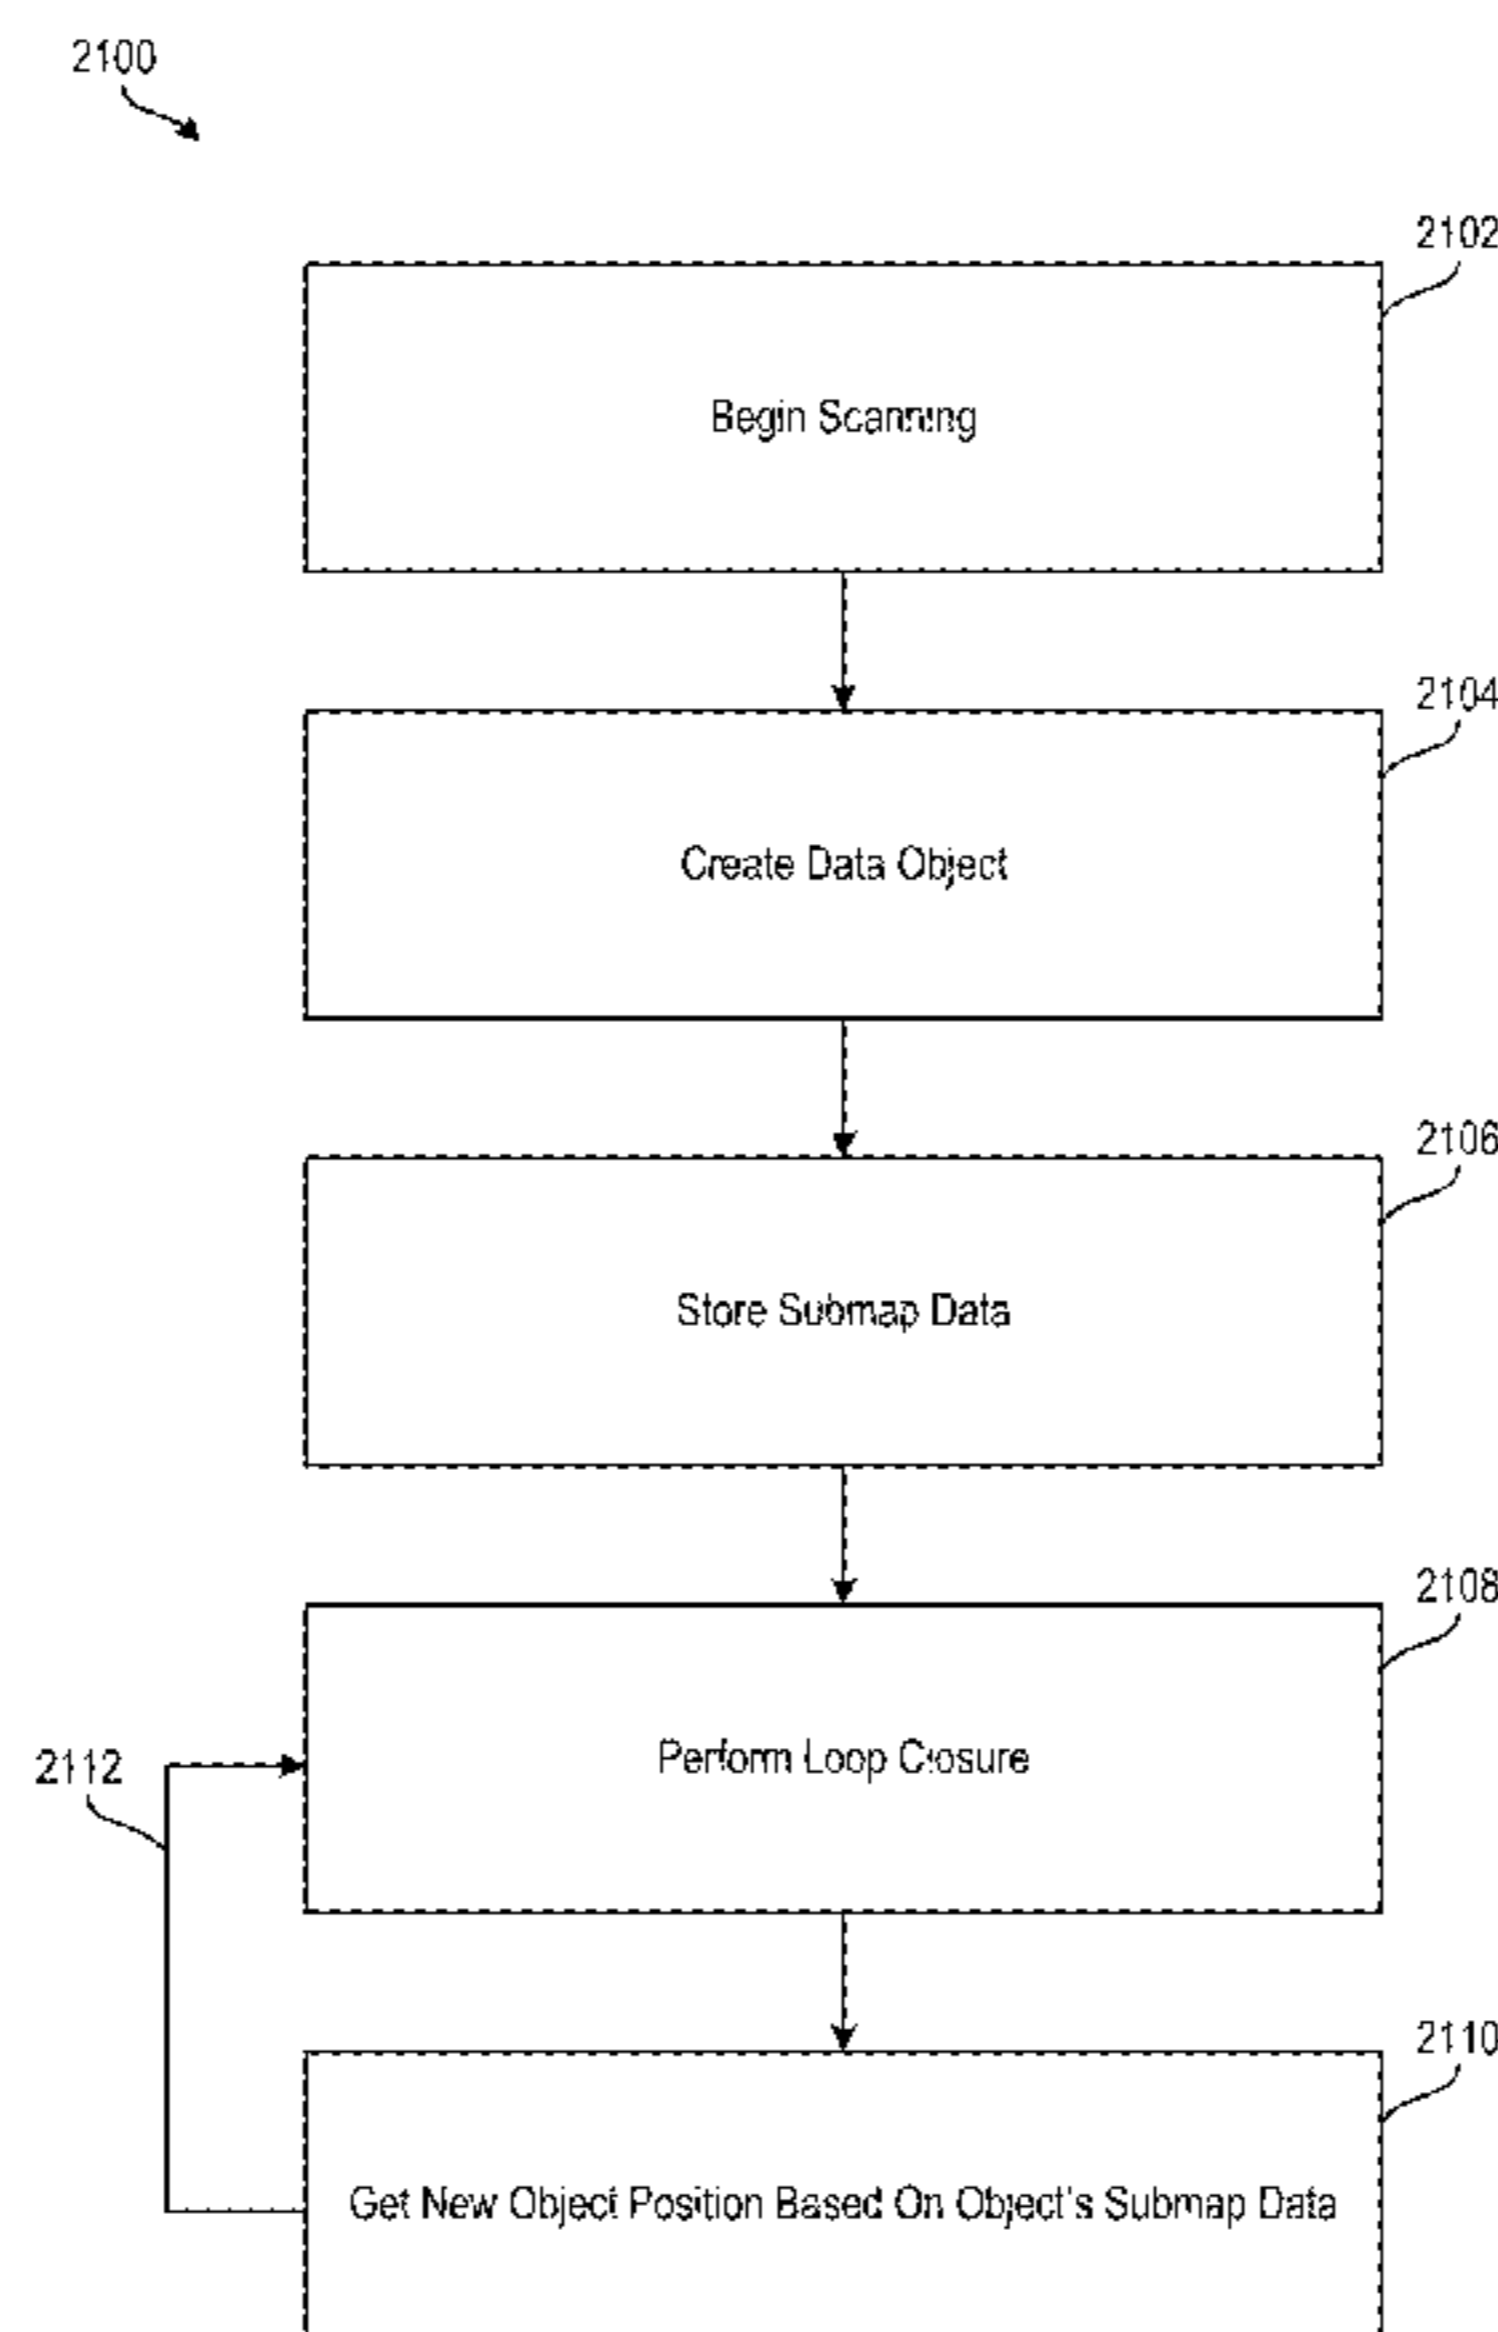 2100
2102
Begin Scanning
2104
Create Data Object
2106
Store Submap Data
2108
Perform Loop Closure
2112
2110
Get New Object Position Based On Object's Submap Data